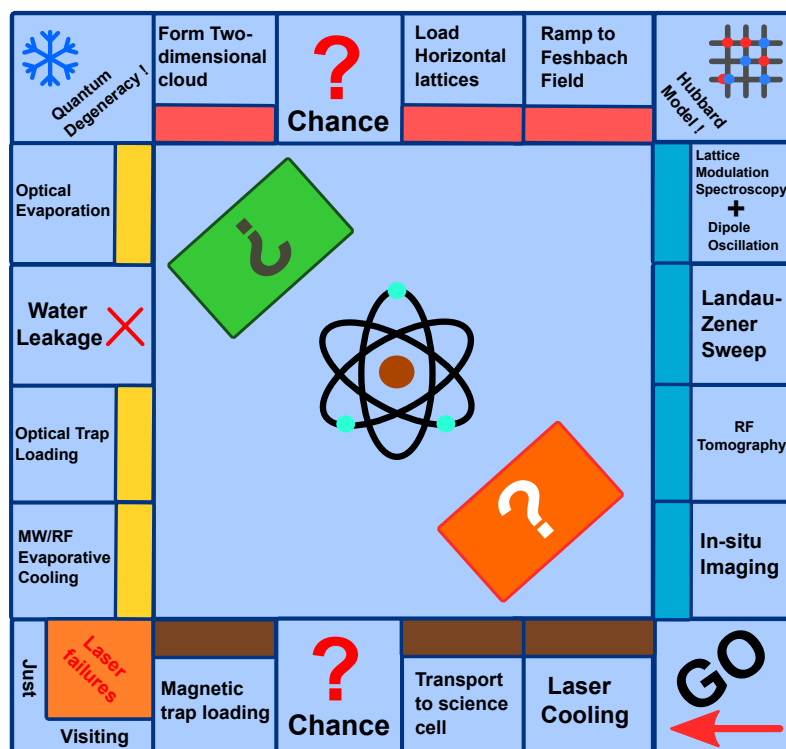 Quantum
Degeneracy !
Form Two-
dimensional
cloud
?
Chance
Load
Horizontal
lattices
Ramp to
Feshbach
Field
Hubbard
Model !
Optical
Evaporation
Water
Leakage
Optical Trap
Loading
MW/RF
Evaporative
Cooling
?
?
Lattice
Modulation
Spectroscopy
+
Dipole
Oscillation
Landau-
Zener
Sweep
RF
Tomography
In-situ
Imaging
Just
Visiting
Laser
failures
Magnetic
trap loading
?
Chance
Transport
to science
cell
Laser
Cooling
GO